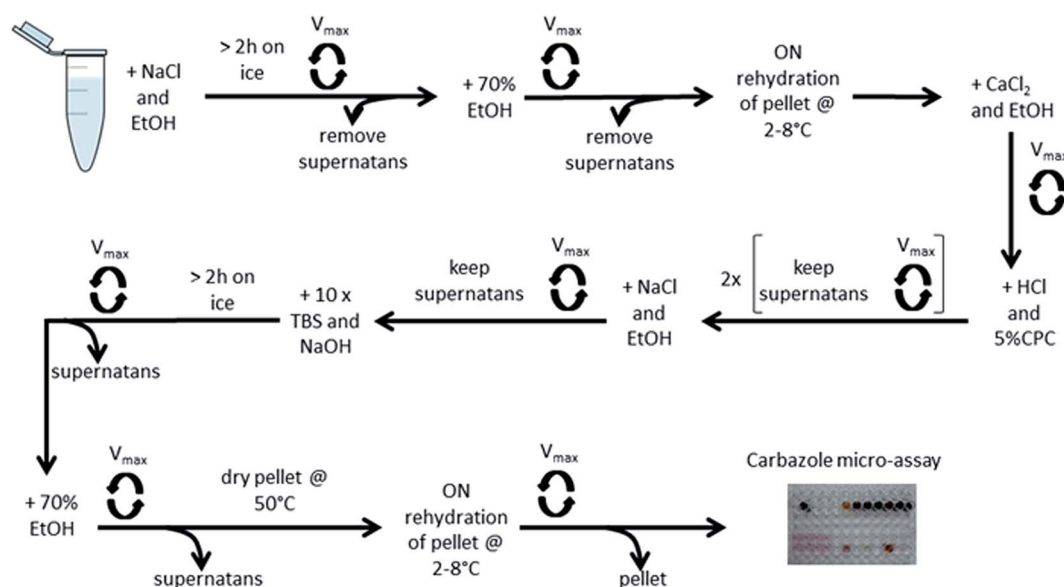 + NaCl
and
EtOH
> 2h on
ice
Vmax
remove
supernatans
+ 70%
EtOH
Vmax
remove
supernatans
ON
rehydration
of pellet @
2-8°C
+ CaCl₂
and EtOH
Vmax
+ HCl
and
5%CPC
Vmax
keep
supernatans
2x
+ NaCl
and
EtOH
Vmax
keep
supernatans
+ 10 x
TBS and
NaOH
> 2h on
ice
Vmax
supernatans
+ 70%
EtOH
Vmax
supernatans
dry pellet @
50°C
ON
rehydration
of pellet @
2-8°C
Vmax
pellet
Carbazole micro-assay